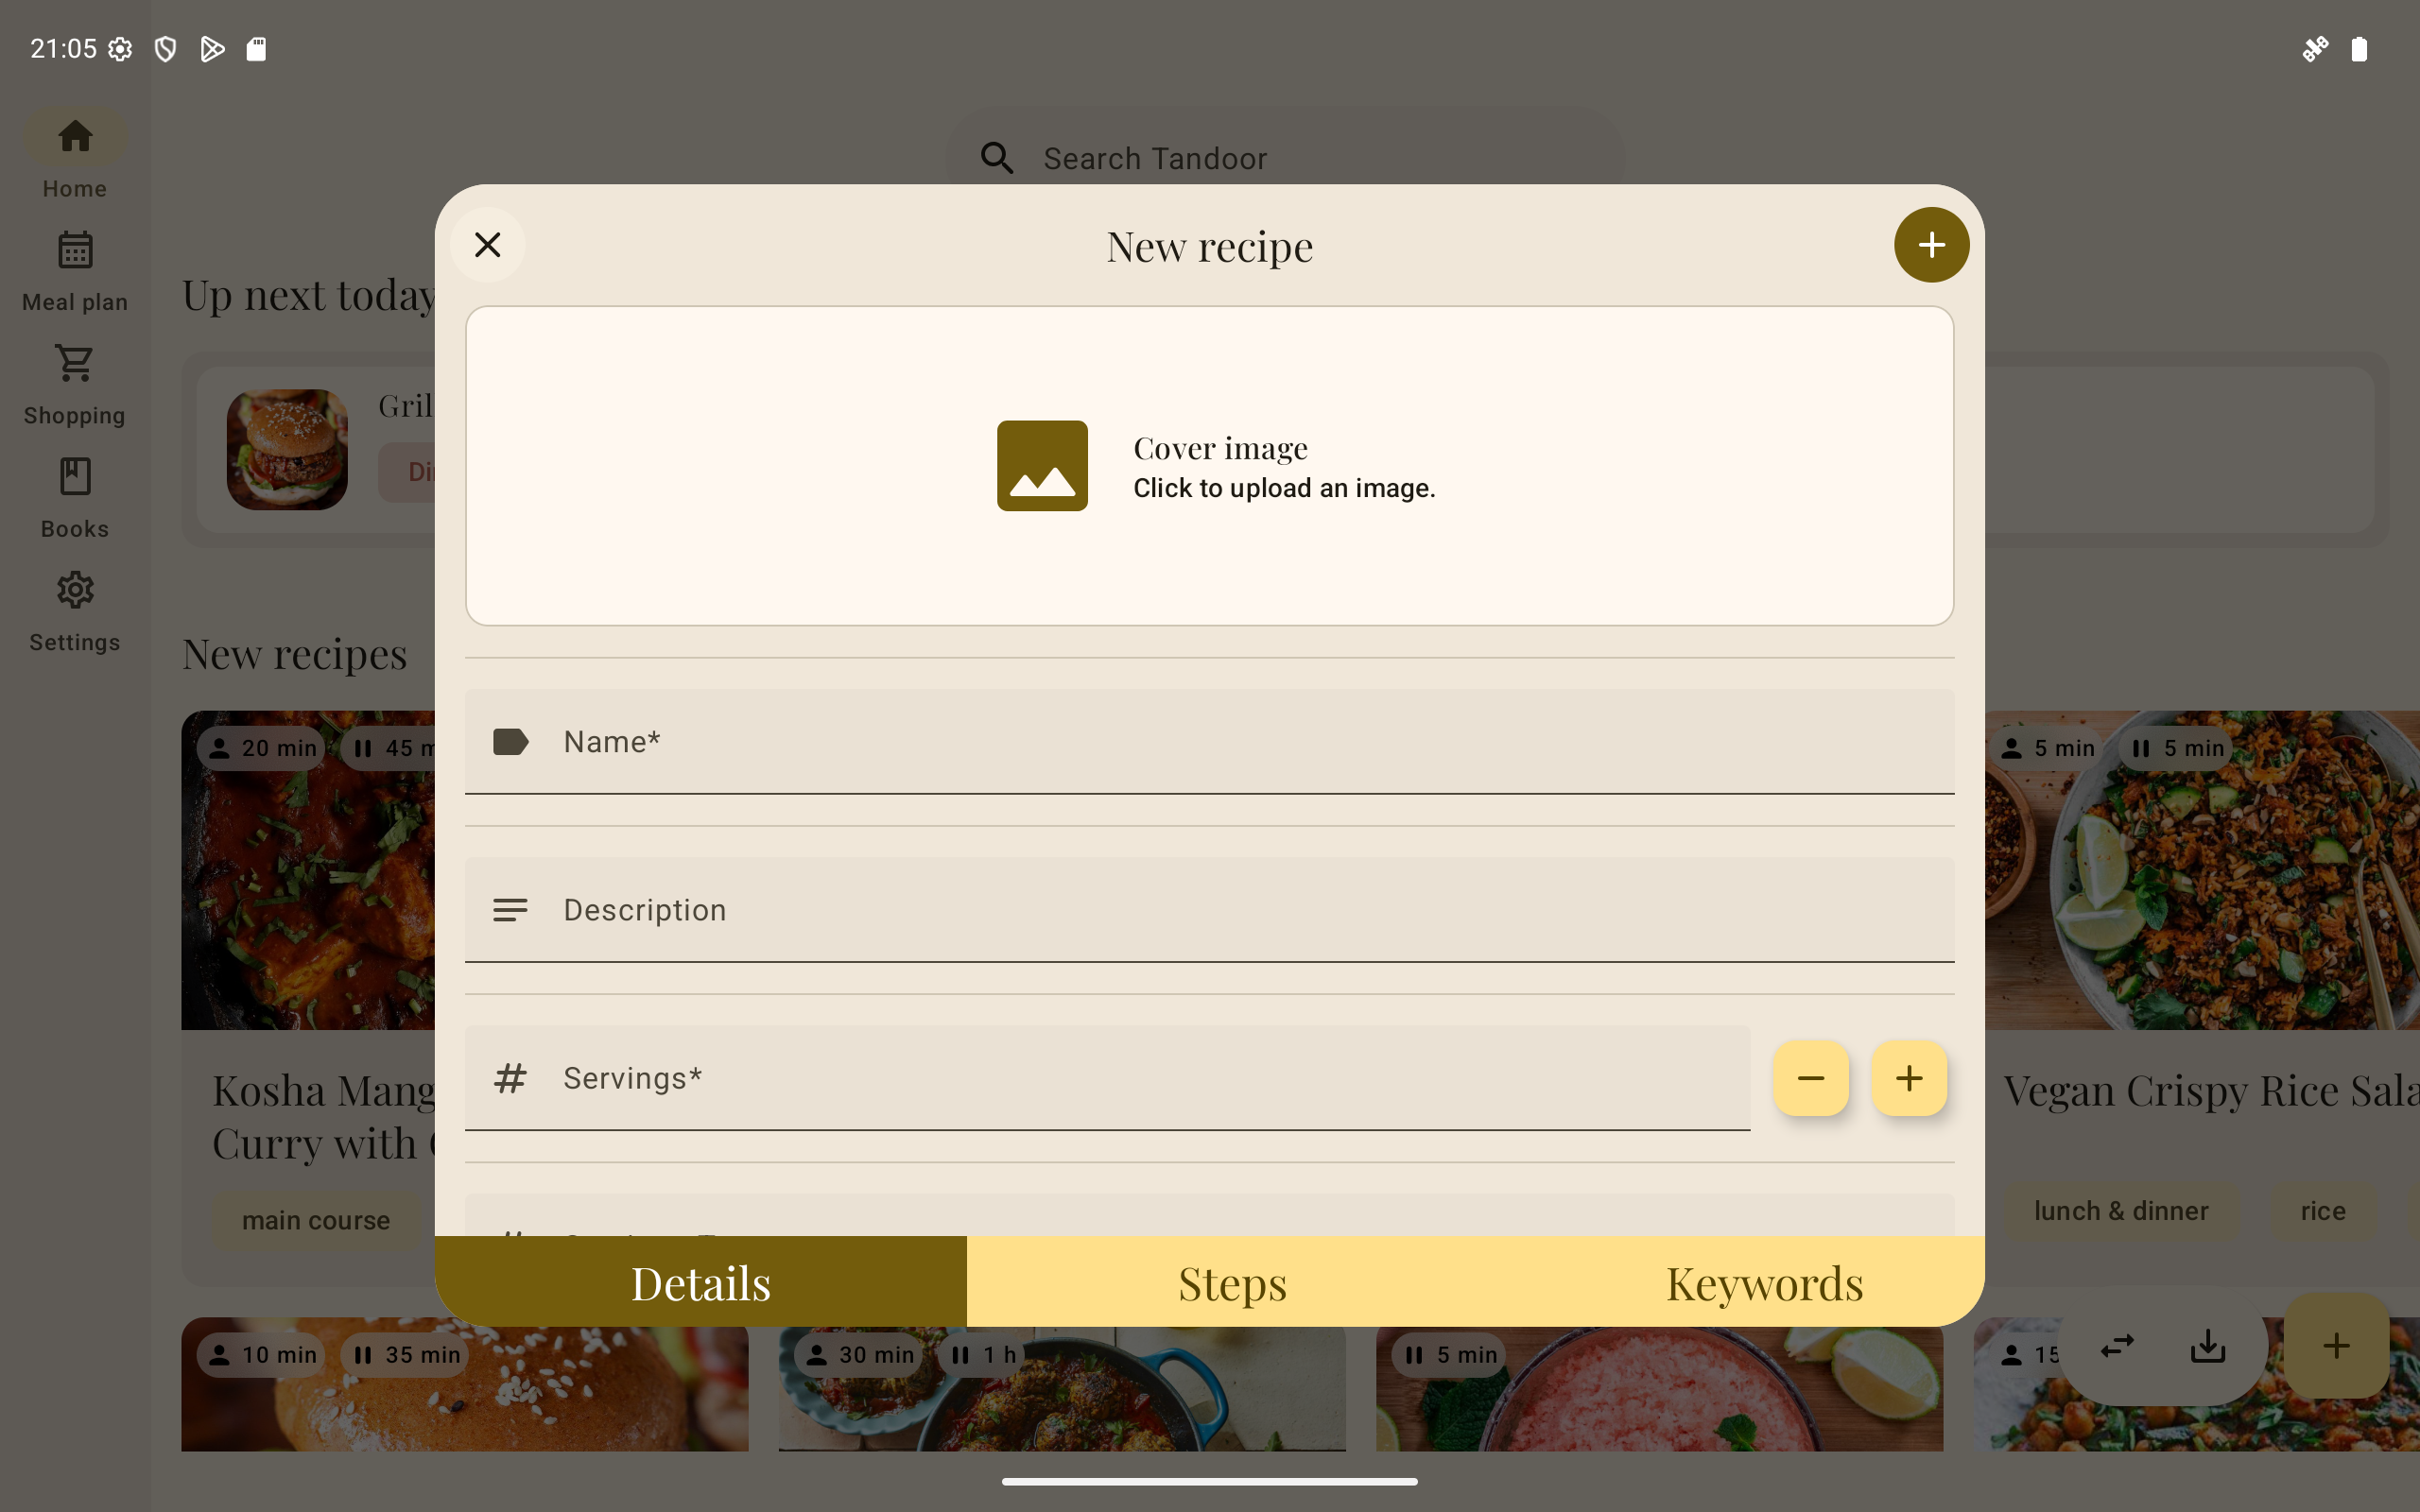 21:05
Search Tandoor
Home
Meal plan
Shopping
Books
Settings
Up next today
Gril
New recipes
20 min
5 min 5 min
Kosha Mang
Curry with
main course
Vegan Crispy Rice Sala
lunch & dinner rice
10 min 35 min
30 min 1 h
5 min
15
New recipe
Cover image
Click to upload an image.
Name*
Description
Servings*
Details
Steps
Keywords